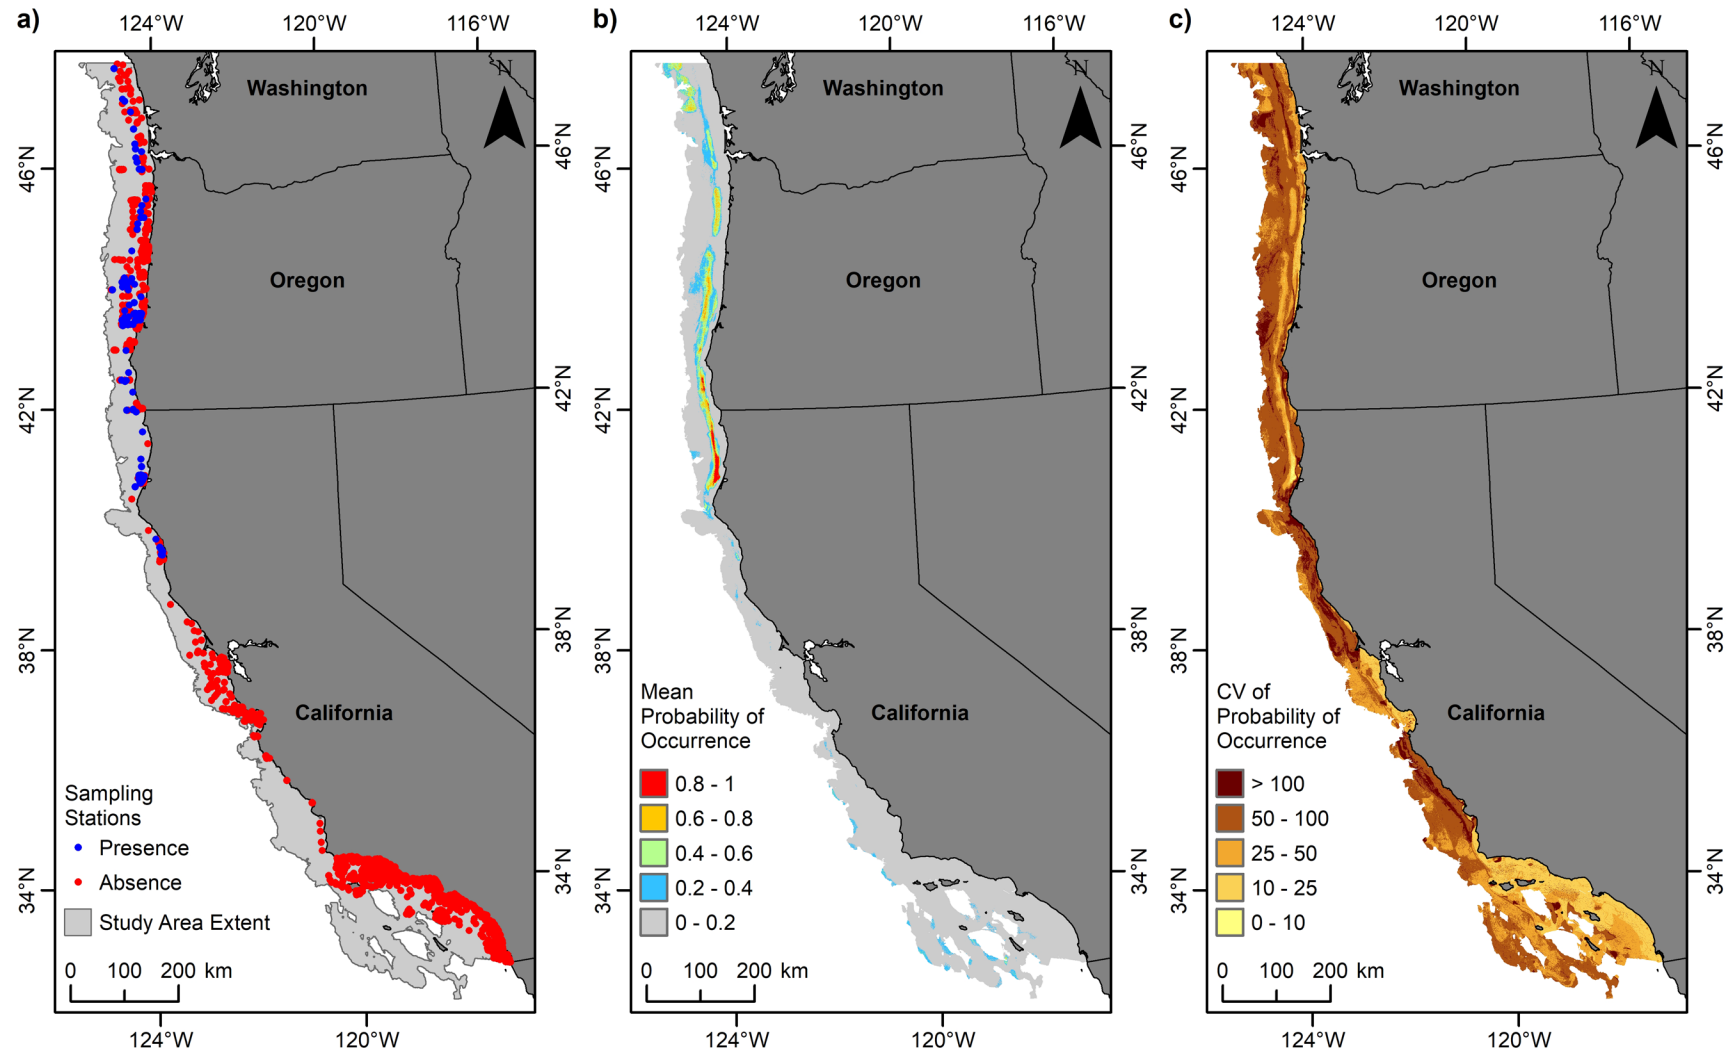 a)
124°W
120°W
116°W
N
Washington
46°N
46°N
Oregon
42°N
42°N
38°N
38°N
California
Sampling
Stations
Presence
Absence
Study Area Extent
34°N
34°N
0 100 200 km
124°W
120°W
b)
124°W
120°W
116°W
N
Washington
46°N
46°N
Oregon
42°N
42°N
38°N
38°N
California
Mean
Probability of
Occurrence
0.8 - 1
0.6 - 0.8
0.4 - 0.6
0.2 - 0.4
0 - 0.2
34°N
34°N
0 100 200 km
124°W
120°W
c)
124°W
120°W
116°W
N
Washington
46°N
46°N
Oregon
42°N
42°N
38°N
38°N
California
CV of
Probability of
Occurrence
> 100
50 - 100
25 - 50
10 - 25
0 - 10
34°N
34°N
0 100 200 km
124°W
120°W